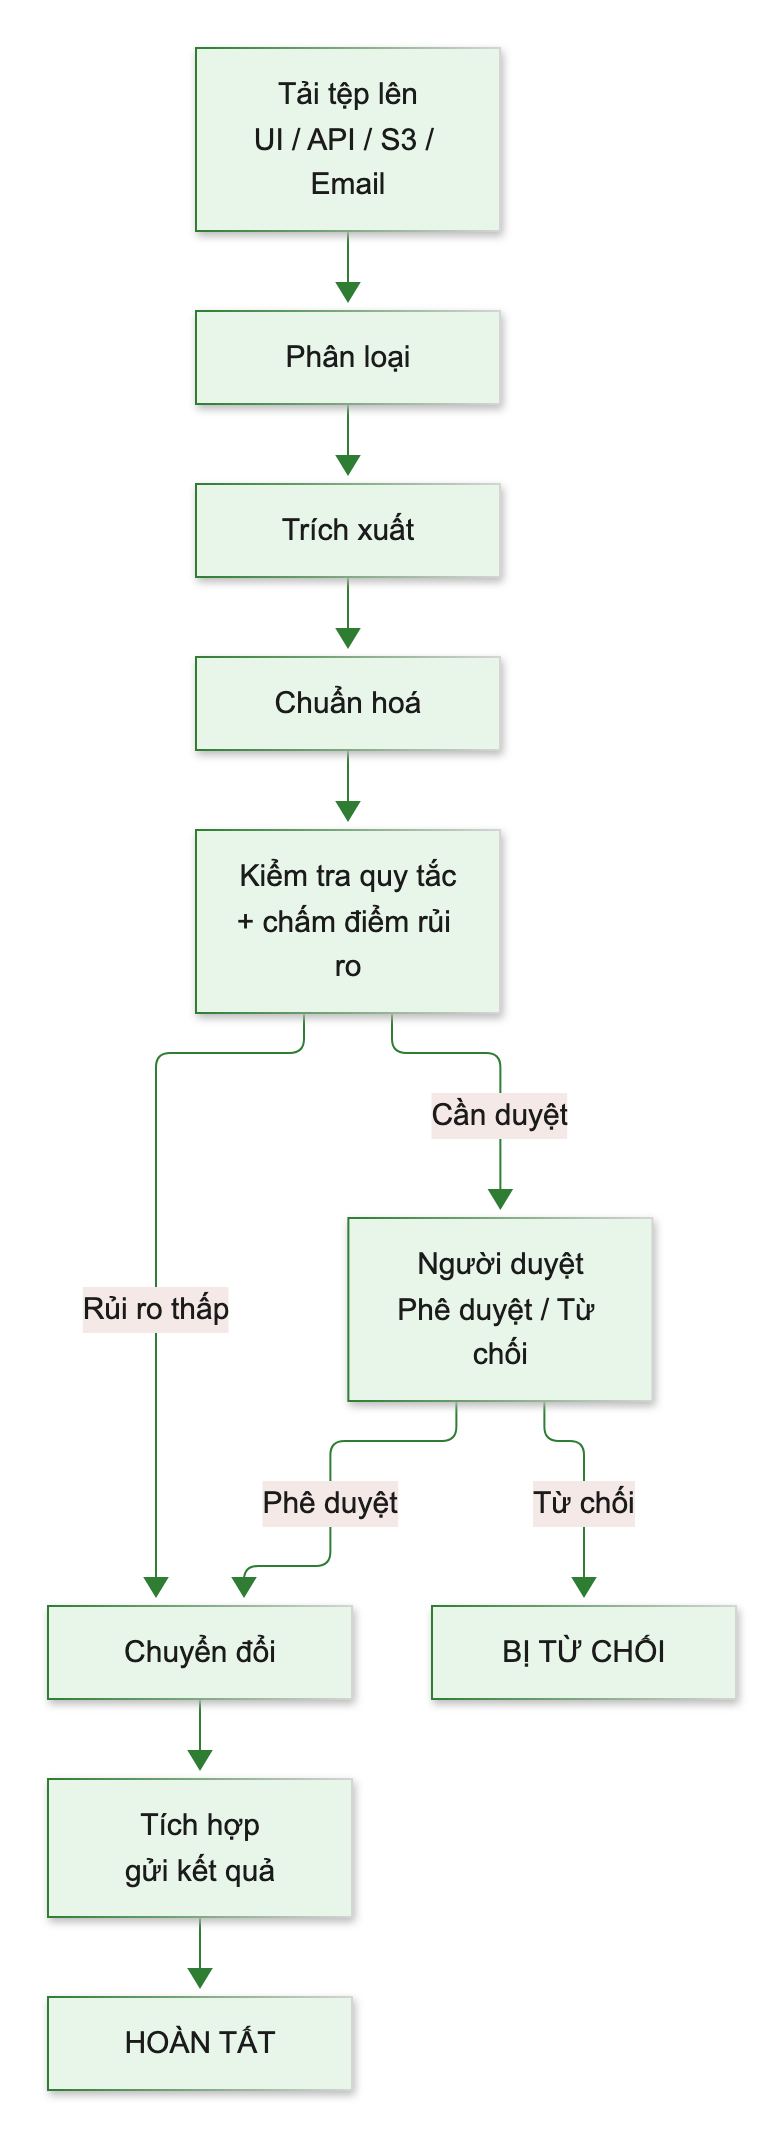 Tải tệp lên
UI / API / S3 /
Email
Phân loại
Trích xuất
Chuẩn hoá
Kiểm tra quy tắc
+ chấm điểm rủi
ro
Cần duyệt
Rủi ro thấp
Người duyệt
Phê duyệt / Từ
chối
Phê duyệt
Từ chối
Chuyển đổi
BỊ TỪ CHỐI
Tích hợp
gửi kết quả
HOÀN TẤT